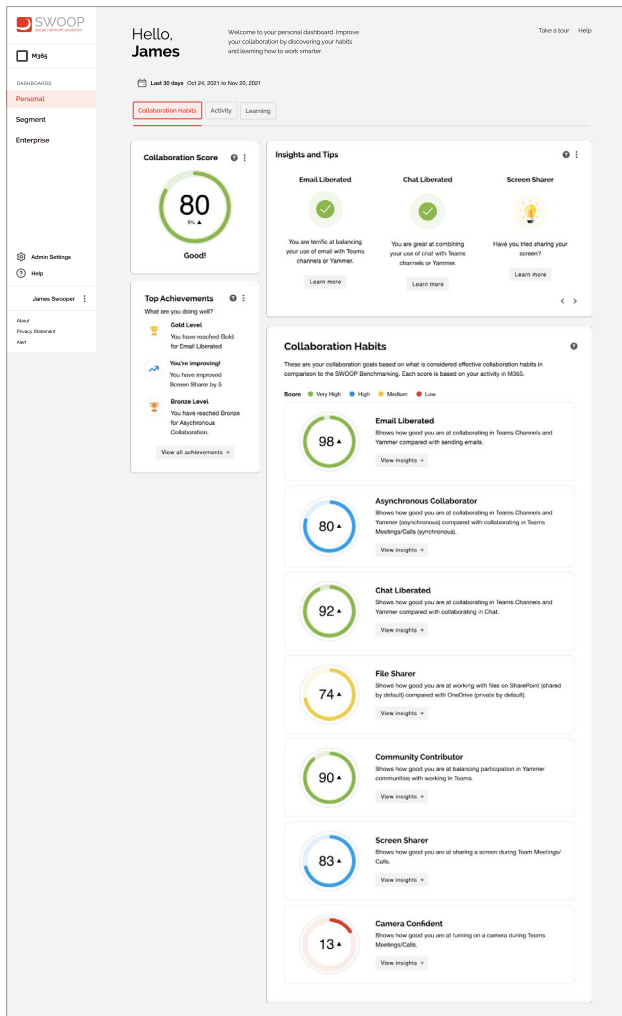 SWOOP
social network analytics
M365
DASHBOARDS
Personal
Segment
Enterprise
Admin Settings
Help
James Swooper
About
Privacy Statement
Alert
Hello,
James
Welcome to your personal dashboard. Improve
your collaboration by discovering your habits
and learning how to work smarter.
Take a tour Help
Last 30 days Oct 24, 2021 to Nov 20, 2021
Collaboration Habits Activity Learning
Collaboration Score
80
5% ▲
Good!
Top Achievements
What are you doing well?
Gold Level
You have reached Gold
for Email Liberated
You're improving!
You have improved
Screen Sharer by 5
Bronze Level
You have reached Bronze
for Asychronous
Collaboration.
View all achievements +
Insights and Tips
Email Liberated
You are terrific at balancing
your use of email with Teams
channels or Yammer.
Learn more
Chat Liberated
You are great at combining
your use of chat with Teams
channels or Yammer.
Learn more
Screen Sharer
Have you tried sharing your
screen?
Learn more
Collaboration Habits
These are your collaboration goals based on what is considered effective collaboration habits in
comparison to the SWOOP Benchmarking. Each score is based on your activity in M365.
Score Very High High Medium Low
98 ▲
Email Liberated
Shows how good you are at collaborating in Teams Channels and
Yammer compared with sending emails.
View insights +
80 ▲
Asynchronous Collaborator
Shows how good you are at collaborating in Teams Channels and
Yammer (asynchronous) compared with collaborating in Teams
Meetings/Calls (synchronous).
View insights +
92 ▲
Chat Liberated
Shows how good you are at collaborating in Teams Channels and
Yammer compared with collaborating in Chat.
View insights +
74 ▲
File Sharer
Shows how good you are at working with files on SharePoint (shared
by default) compared with OneDrive (private by default).
View insights +
90 ▲
Community Contributor
Shows how good you are at balancing participation in Yammer
communities with working in Teams.
View insights +
83 ▲
Screen Sharer
Shows how good you are at sharing a screen during Team Meetings/
Calls.
View insights +
13 ▲
Camera Confident
Shows how good you are at turning on a camera during Teams
Meetings/Calls.
View insights +